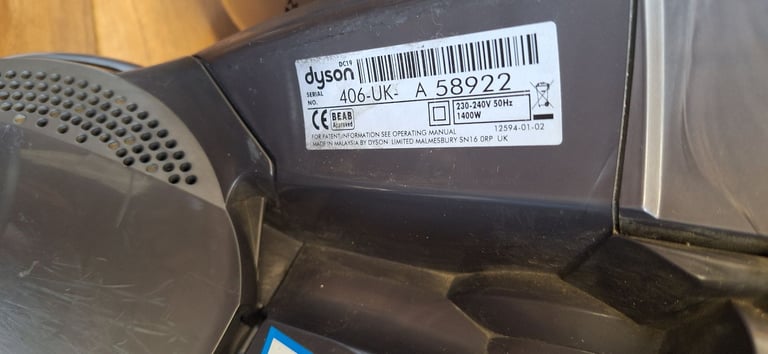 DC19
dyson
SERIAL NO. 406-UK- A 58922
CE BEAB Approved 230-240V 50Hz 1400W
12594-01-02
FOR PATENT INFORMATION SEE OPERATING MANUAL
MADE IN MALAYSIA BY DYSON LIMITED MALMESBURY SN16 0RP UK